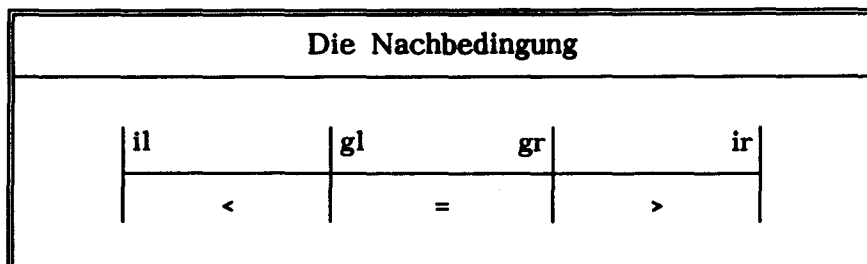 Die Nachbedingung
il gl gr ir
< = >